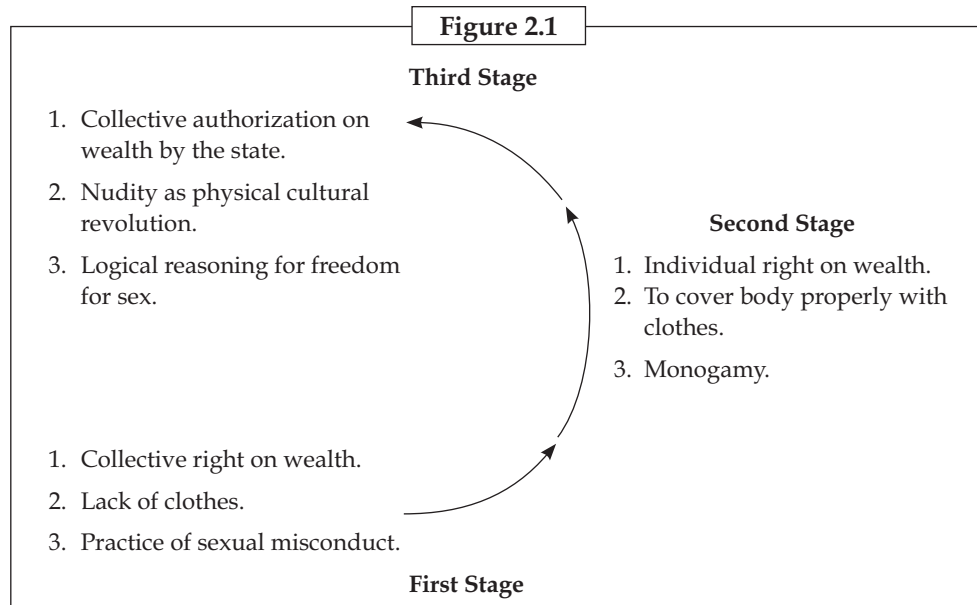 Figure 2.1
Third Stage
1. Collective authorization on
wealth by the state.
2. Nudity as physical cultural
revolution.
3. Logical reasoning for freedom
for sex.
Second Stage
1. Individual right on wealth.
2. To cover body properly with
clothes.
3. Monogamy.
1. Collective right on wealth.
2. Lack of clothes.
3. Practice of sexual misconduct.
First Stage